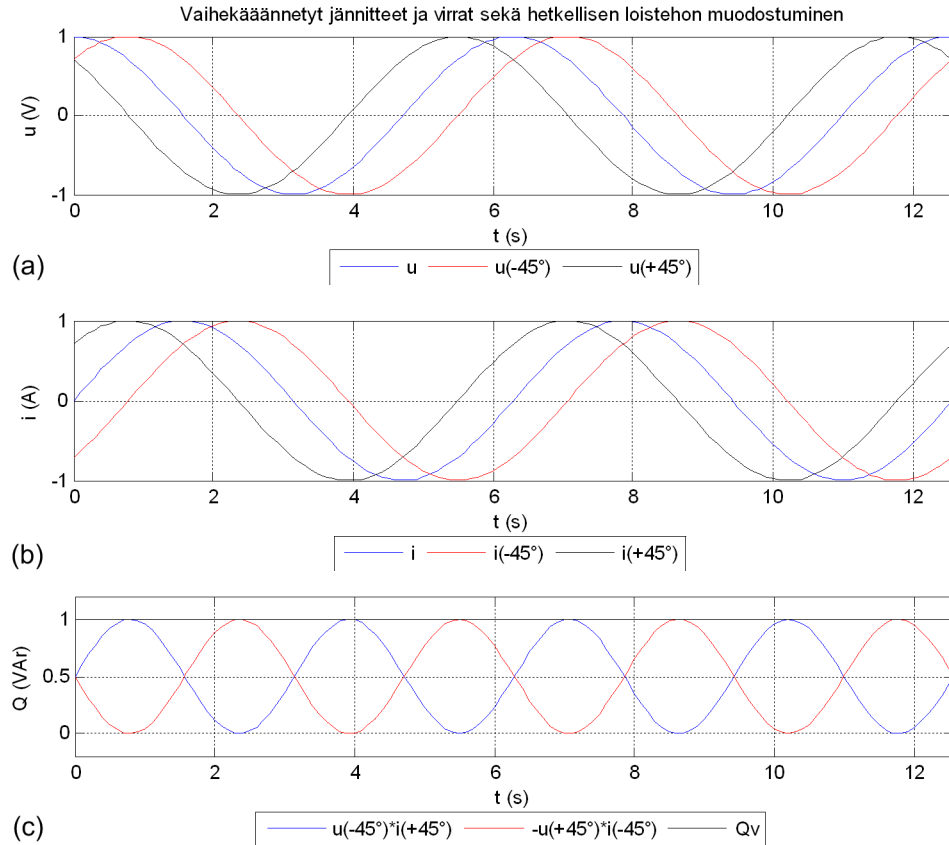 Vaihekäännetyt jännitteet ja virrat sekä hetkellisen loistehon muodostuminen
1
0
-1
u (V)
0 2 4 6 8 10 12
t (s)
(a)
u u(-45°) u(+45°)
1
0
-1
i (A)
0 2 4 6 8 10 12
t (s)
(b)
i i(-45°) i(+45°)
1
0.5
0
Q (VAr)
0 2 4 6 8 10 12
t (s)
(c)
u(-45°)*i(+45°) -u(+45°)*i(-45°) Qv